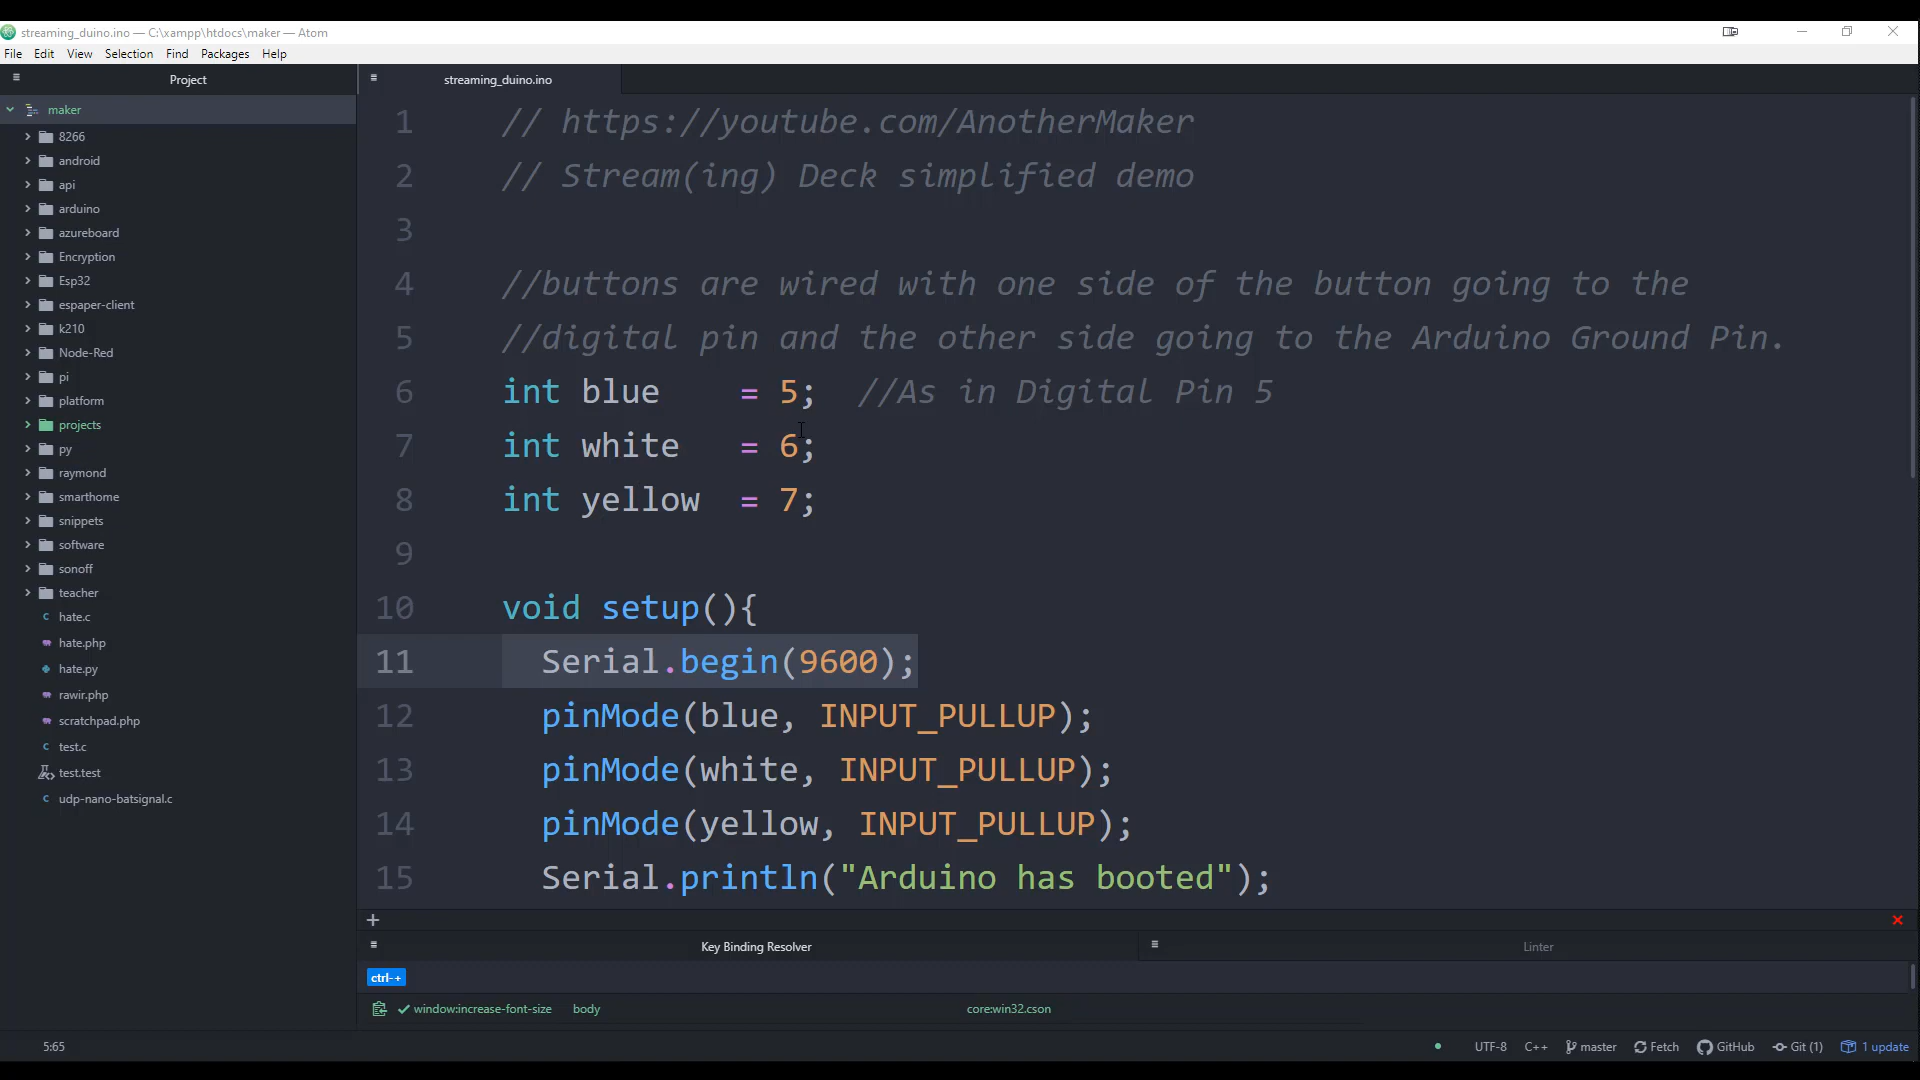 streaming_duino.ino — C:\xampp\htdocs\maker — Atom
File Edit View Selection Find Packages Help
Project
streaming_duino.ino
maker
8266
android
api
arduino
azureboard
Encryption
Esp32
espaper-client
k210
Node-Red
pi
platform
projects
py
raymond
smarthome
snippets
software
sonoff
teacher
hate.c
hate.php
hate.py
rawir.php
scratchpad.php
test.c
test.test
udp-nano-batsignal.c
1 // https://youtube.com/AnotherMaker
2 // Stream(ing) Deck simplified demo
3
4 //buttons are wired with one side of the button going to the
5 //digital pin and the other side going to the Arduino Ground Pin.
6 int blue = 5; //As in Digital Pin 5
7 int white = 6;
8 int yellow = 7;
9
10 void setup(){
11 Serial.begin(9600);
12 pinMode(blue, INPUT_PULLUP);
13 pinMode(white, INPUT_PULLUP);
14 pinMode(yellow, INPUT_PULLUP);
15 Serial.println("Arduino has booted");
Key Binding Resolver
Linter
ctrl-+
window:increase-font-size body core:win32.cson
5:65 UTF-8 C++ master Fetch GitHub Git (1) 1 update